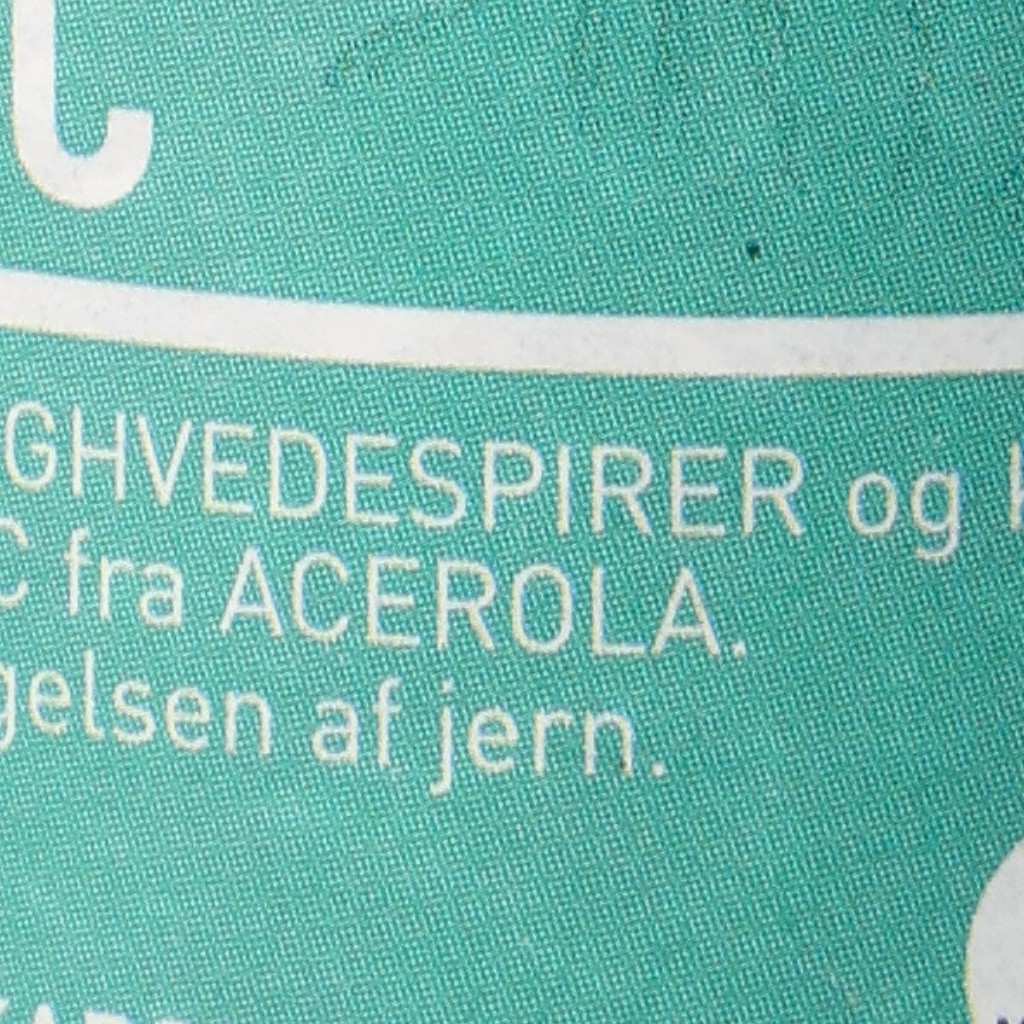 GHVEDESPIRER og
C fra ACEROLA.
gelsen af jern.